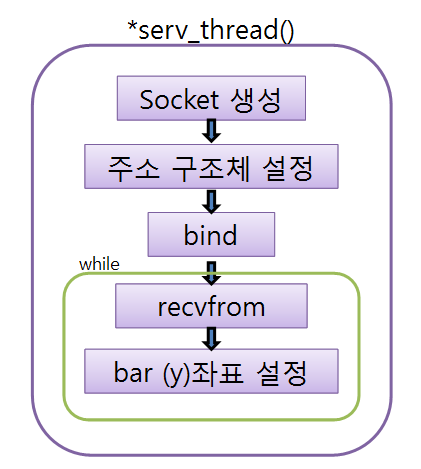 *serv_thread()
Socket 생성
주소 구조체 설정
bind
while
recvfrom
bar (y)좌표 설정